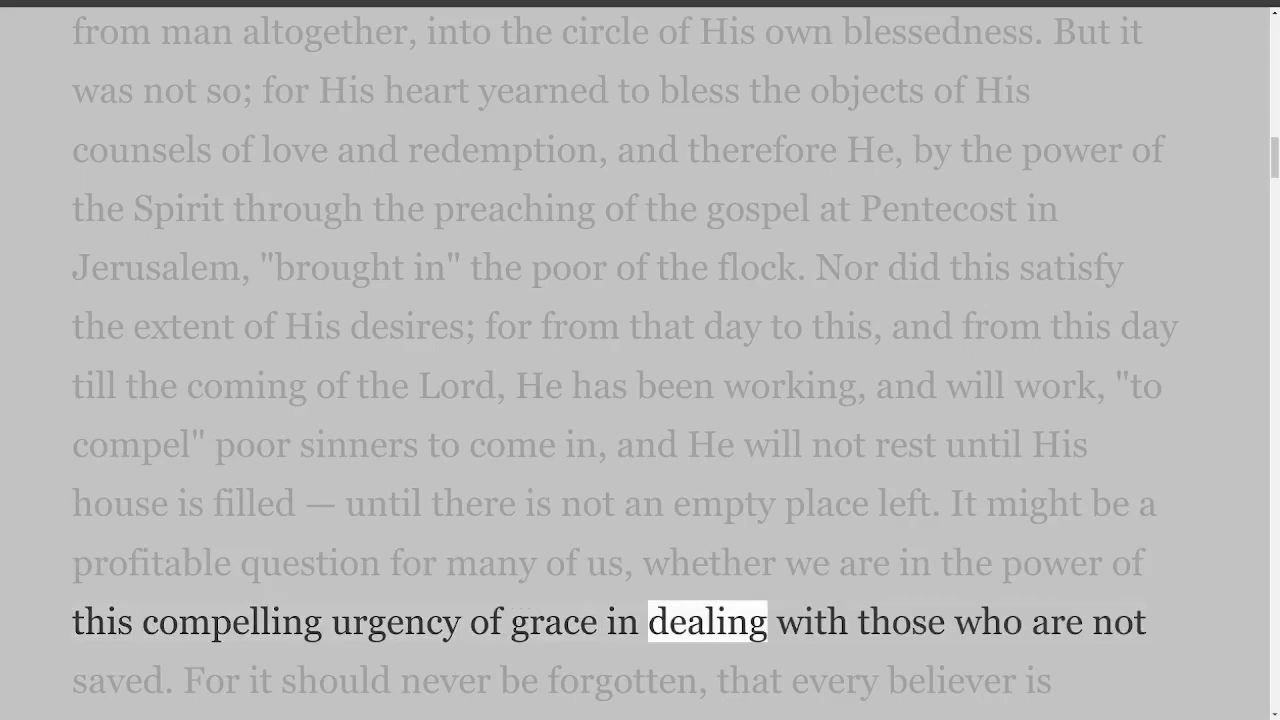 from man altogether, into the circle of His own blessedness. But it
was not so; for His heart yearned to bless the objects of His
counsels of love and redemption, and therefore He, by the power of
the Spirit through the preaching of the gospel at Pentecost in
Jerusalem, "brought in" the poor of the flock. Nor did this satisfy
the extent of His desires; for from that day to this, and from this day
till the coming of the Lord, He has been working, and will work, "to
compel" poor sinners to come in, and He will not rest until His
house is filled — until there is not an empty place left. It might be a
profitable question for many of us, whether we are in the power of
this compelling urgency of grace in dealing with those who are not
saved. For it should never be forgotten, that every believer is